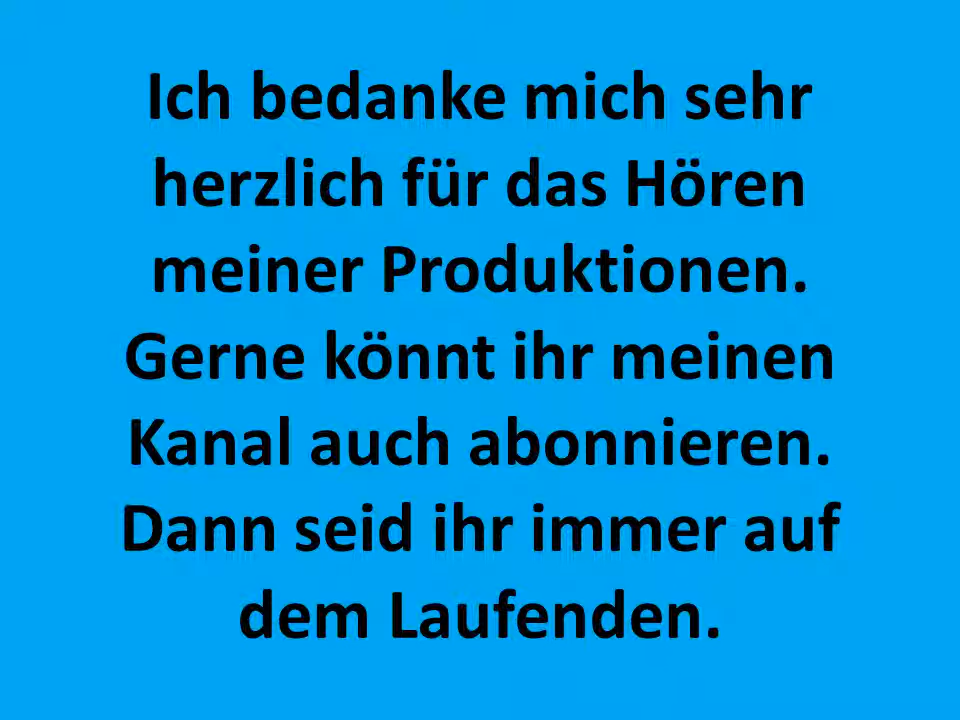 Ich bedanke mich sehr
herzlich für das Hören
meiner Produktionen.
Gerne könnt ihr meinen
Kanal auch abonnieren.
Dann seid ihr immer auf
dem Laufenden.